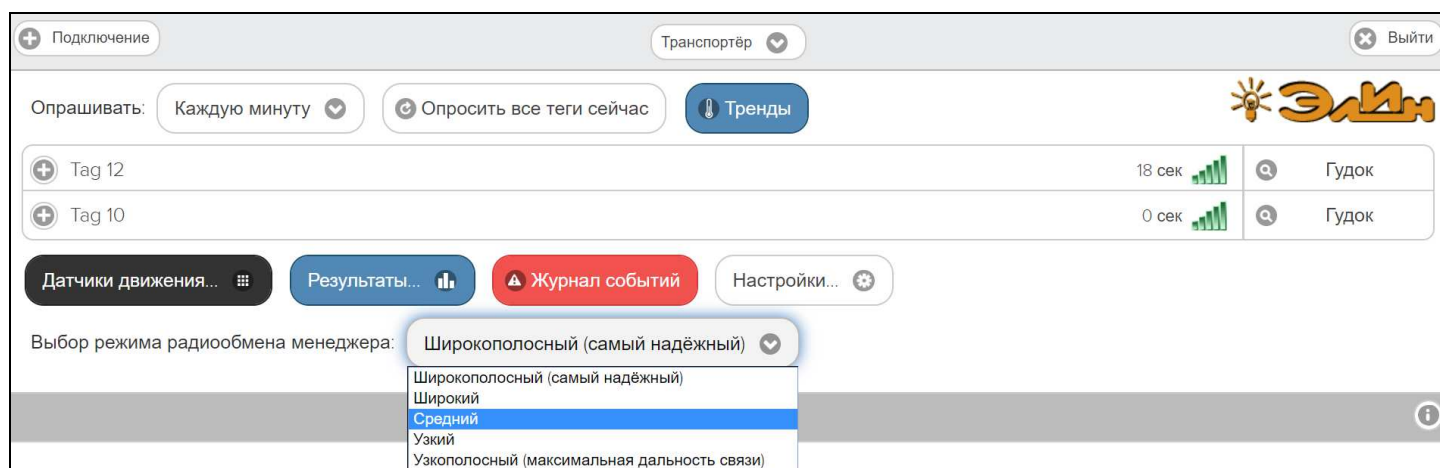 Подключение
Транспортёр
Выйти
Опрашивать: Каждую минуту Опросить все теги сейчас Тренды
ЭлИн
Tag 12 18 сек Гудок
Tag 10 0 сек Гудок
Датчики движения... Результаты... Журнал событий Настройки...
Выбор режима радиообмена менеджера: Широкополосный (самый надёжный)
Широкополосный (самый надёжный)
Широкий
Средний
Узкий
Узкополосный (максимальная дальность связи)